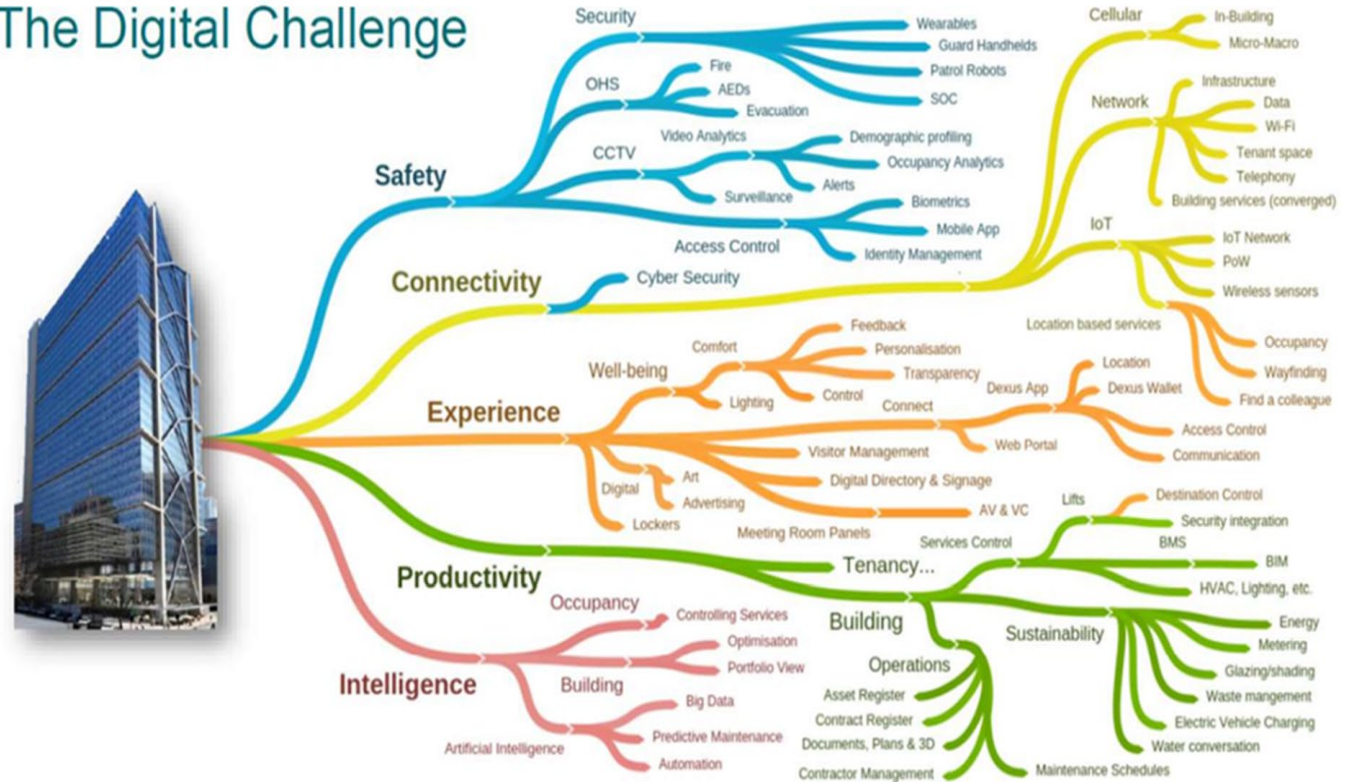 The Digital Challenge
Safety
Security
Wearables
Guard Handhelds
Patrol Robots
SOC
OHS
Fire
AEDs
Evacuation
CCTV
Video Analytics
Demographic profiling
Occupancy Analytics
Alerts
Surveillance
Access Control
Biometrics
Mobile App
Identity Management
Connectivity
Cyber Security
Cellular
In-Building
Micro-Macro
Network
Infrastructure
Data
Wi-Fi
Tenant space
Telephony
Building services (converged)
IoT
IoT Network
PoW
Wireless sensors
Location based services
Occupancy
Wayfinding
Find a colleague
Experience
Well-being
Comfort
Feedback
Personalisation
Transparency
Control
Lighting
Connect
Dexus App
Location
Dexus Wallet
Access Control
Communication
Web Portal
Visitor Management
Digital Directory & Signage
Meeting Room Panels
AV & VC
Digital
Art
Advertising
Lockers
Productivity
Tenancy...
Building
Services Control
Lifts
Destination Control
Security integration
BMS
BIM
HVAC, Lighting, etc.
Sustainability
Energy
Metering
Glazing/shading
Waste mangement
Electric Vehicle Charging
Water conversation
Operations
Asset Register
Contract Register
Documents, Plans & 3D
Contractor Management
Maintenance Schedules
Intelligence
Occupancy
Controlling Services
Building
Optimisation
Portfolio View
Artificial Intelligence
Big Data
Predictive Maintenance
Automation